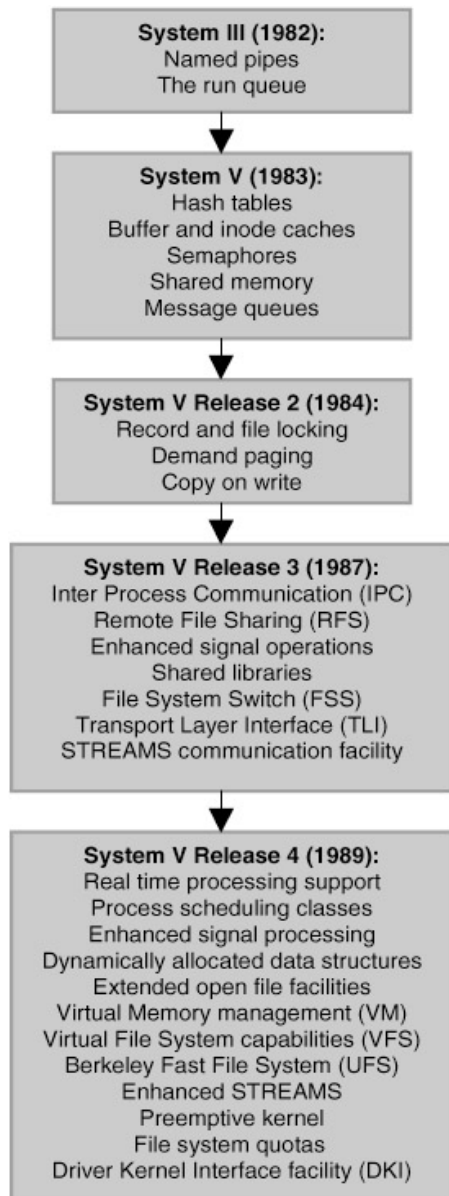 System III (1982):
Named pipes
The run queue
System V (1983):
Hash tables
Buffer and inode caches
Semaphores
Shared memory
Message queues
System V Release 2 (1984):
Record and file locking
Demand paging
Copy on write
System V Release 3 (1987):
Inter Process Communication (IPC)
Remote File Sharing (RFS)
Enhanced signal operations
Shared libraries
File System Switch (FSS)
Transport Layer Interface (TLI)
STREAMS communication facility
System V Release 4 (1989):
Real time processing support
Process scheduling classes
Enhanced signal processing
Dynamically allocated data structures
Extended open file facilities
Virtual Memory management (VM)
Virtual File System capabilities (VFS)
Berkeley Fast File System (UFS)
Enhanced STREAMS
Preemptive kernel
File system quotas
Driver Kernel Interface facility (DKI)